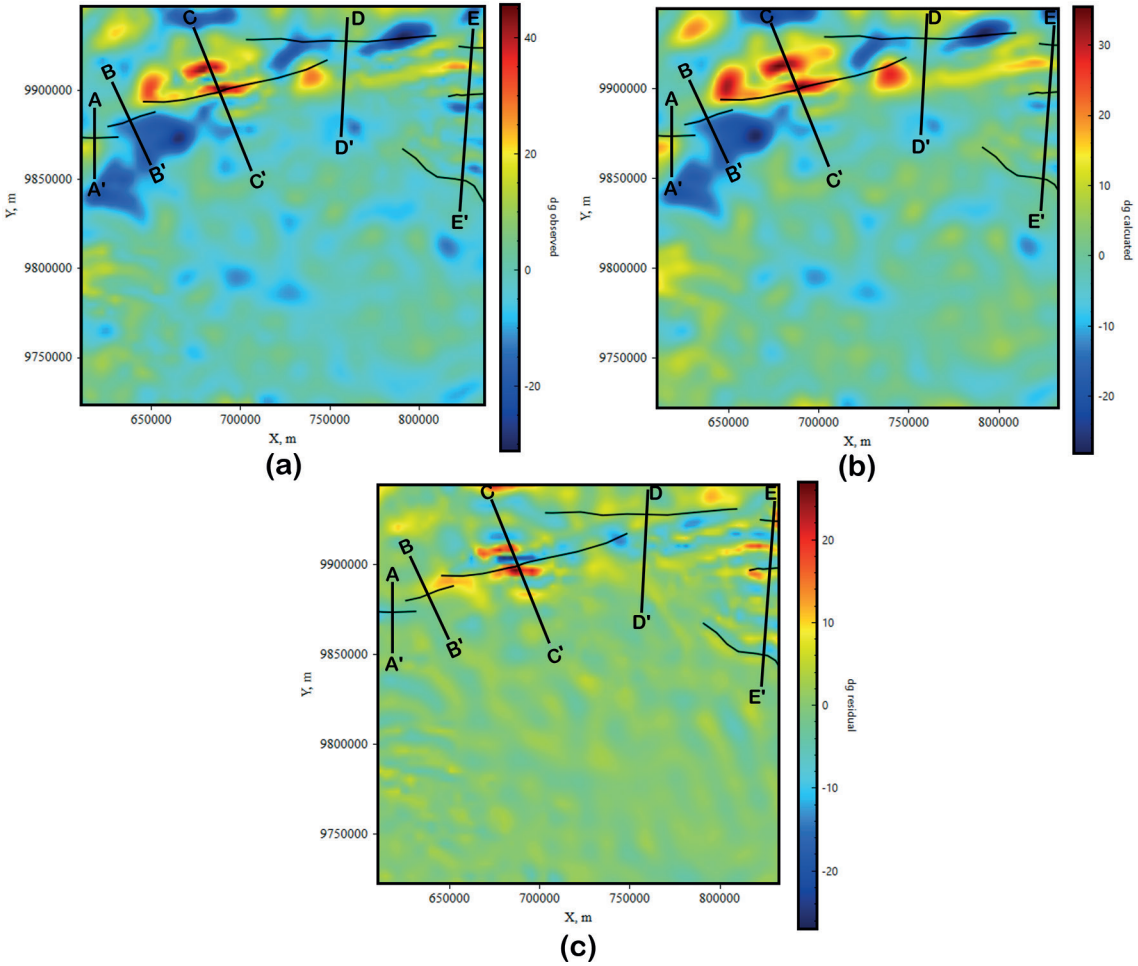 C
D
E
B
A
A'
B'
C'
D'
E'
9900000
9850000
9800000
9750000
Y, m
650000
700000
750000
800000
X, m
40
20
0
-20
dg observed
(a)
C
D
E
B
A
A'
B'
C'
D'
E'
9900000
9850000
9800000
9750000
Y, m
650000
700000
750000
800000
X, m
30
20
10
0
-10
-20
dg calcuated
(b)
C
D
E
B
A
A'
B'
C'
D'
E'
9900000
9850000
9800000
9750000
Y, m
650000
700000
750000
800000
X, m
20
10
0
-10
-20
dg residual
(c)